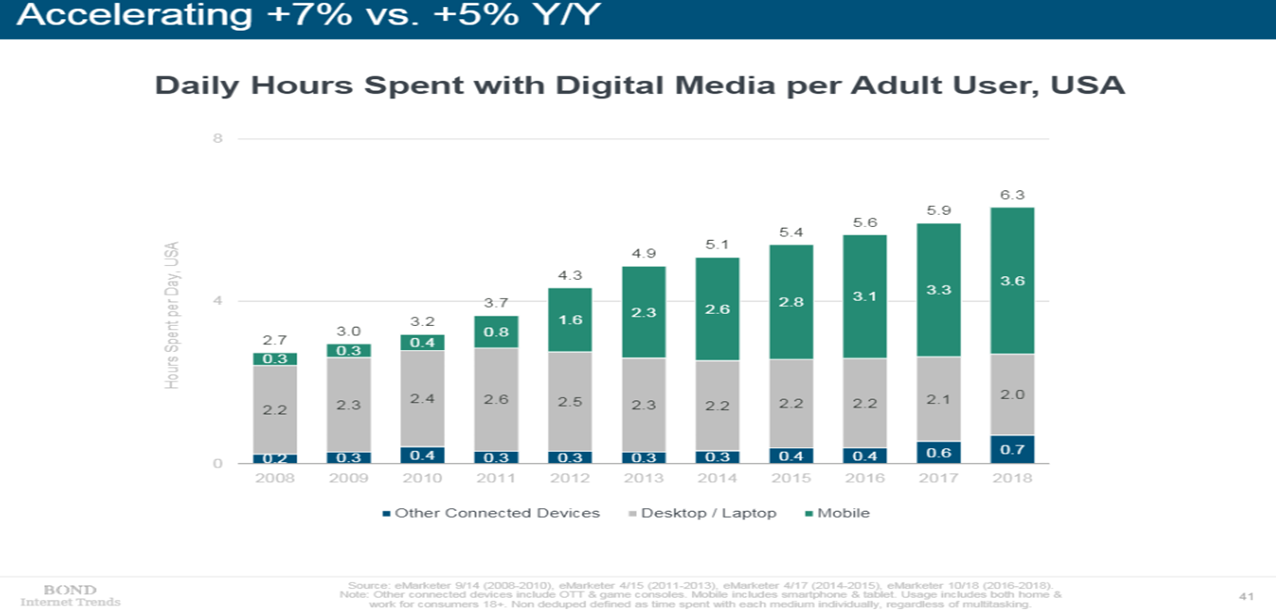 Accelerating +7% vs. +5% Y/Y
Daily Hours Spent with Digital Media per Adult User, USA
Hours Spent per Day, USA
8
4
0
2.7 3.0 3.2 3.7 4.3 4.9 5.1 5.4 5.6 5.9 6.3
0.3 0.3 0.4 0.8 1.6 2.3 2.6 2.8 3.1 3.3 3.6
2.2 2.3 2.4 2.6 2.5 2.3 2.2 2.2 2.2 2.1 2.0
0.2 0.3 0.4 0.3 0.3 0.3 0.3 0.4 0.4 0.6 0.7
2008 2009 2010 2011 2012 2013 2014 2015 2016 2017 2018
Other Connected Devices Desktop / Laptop Mobile
BOND
Internet Trends
Source: eMarketer 9/14 (2008-2010), eMarketer 4/15 (2011-2013), eMarketer 4/17 (2014-2015), eMarketer 10/18 (2016-2018).
Note: Other connected devices include OTT & game consoles. Mobile includes smartphone & tablet. Usage includes both home &
work for consumers 18+. Non deduped defined as time spent with each medium individually, regardless of multitasking.
41